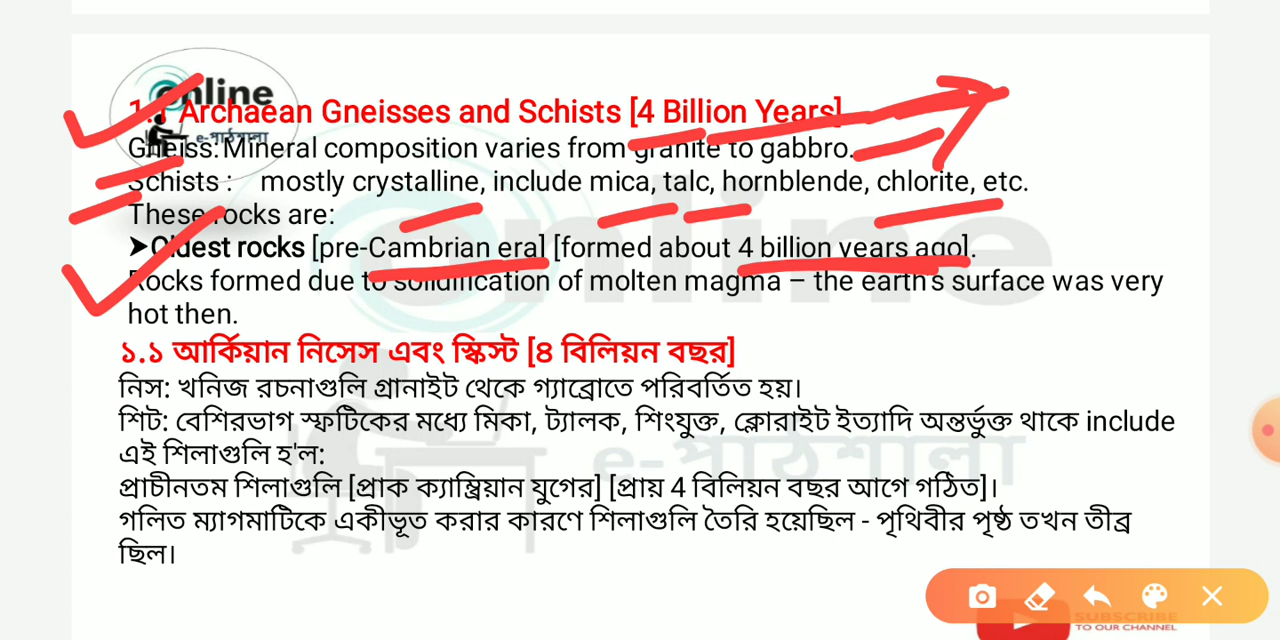 online
e-পাঠশালা
1.1 Archaean Gneisses and Schists [4 Billion Years]
Gneiss: Mineral composition varies from granite to gabbro.
Schists : mostly crystalline, include mica, talc, hornblende, chlorite, etc.
These rocks are:
➤Oldest rocks [pre-Cambrian era] [formed about 4 billion years ago].
Rocks formed due to solidification of molten magma – the earth's surface was very
hot then.
১.১ আর্কিয়ান নিসেস এবং স্কিস্ট [৪ বিলিয়ন বছর]
নিস: খনিজ রচনাগুলি গ্রানাইট থেকে গ্যাব্রোতে পরিবর্তিত হয়।
শিট: বেশিরভাগ স্ফটিকের মধ্যে মিকা, ট্যালক, শিংযুক্ত, ক্লোরাইট ইত্যাদি অন্তর্ভুক্ত থাকে include
এই শিলাগুলি হ'ল:
প্রাচীনতম শিলাগুলি [প্রাক ক্যাম্ব্রিয়ান যুগের] [প্রায় 4 বিলিয়ন বছর আগে গঠিত]।
গলিত ম্যাগমাটিকে একীভূত করার কারণে শিলাগুলি তৈরি হয়েছিল - পৃথিবীর পৃষ্ঠ তখন তীব্র
ছিল।
online
e-পাঠশালা
SUBSCRIBE
TO OUR CHANNEL